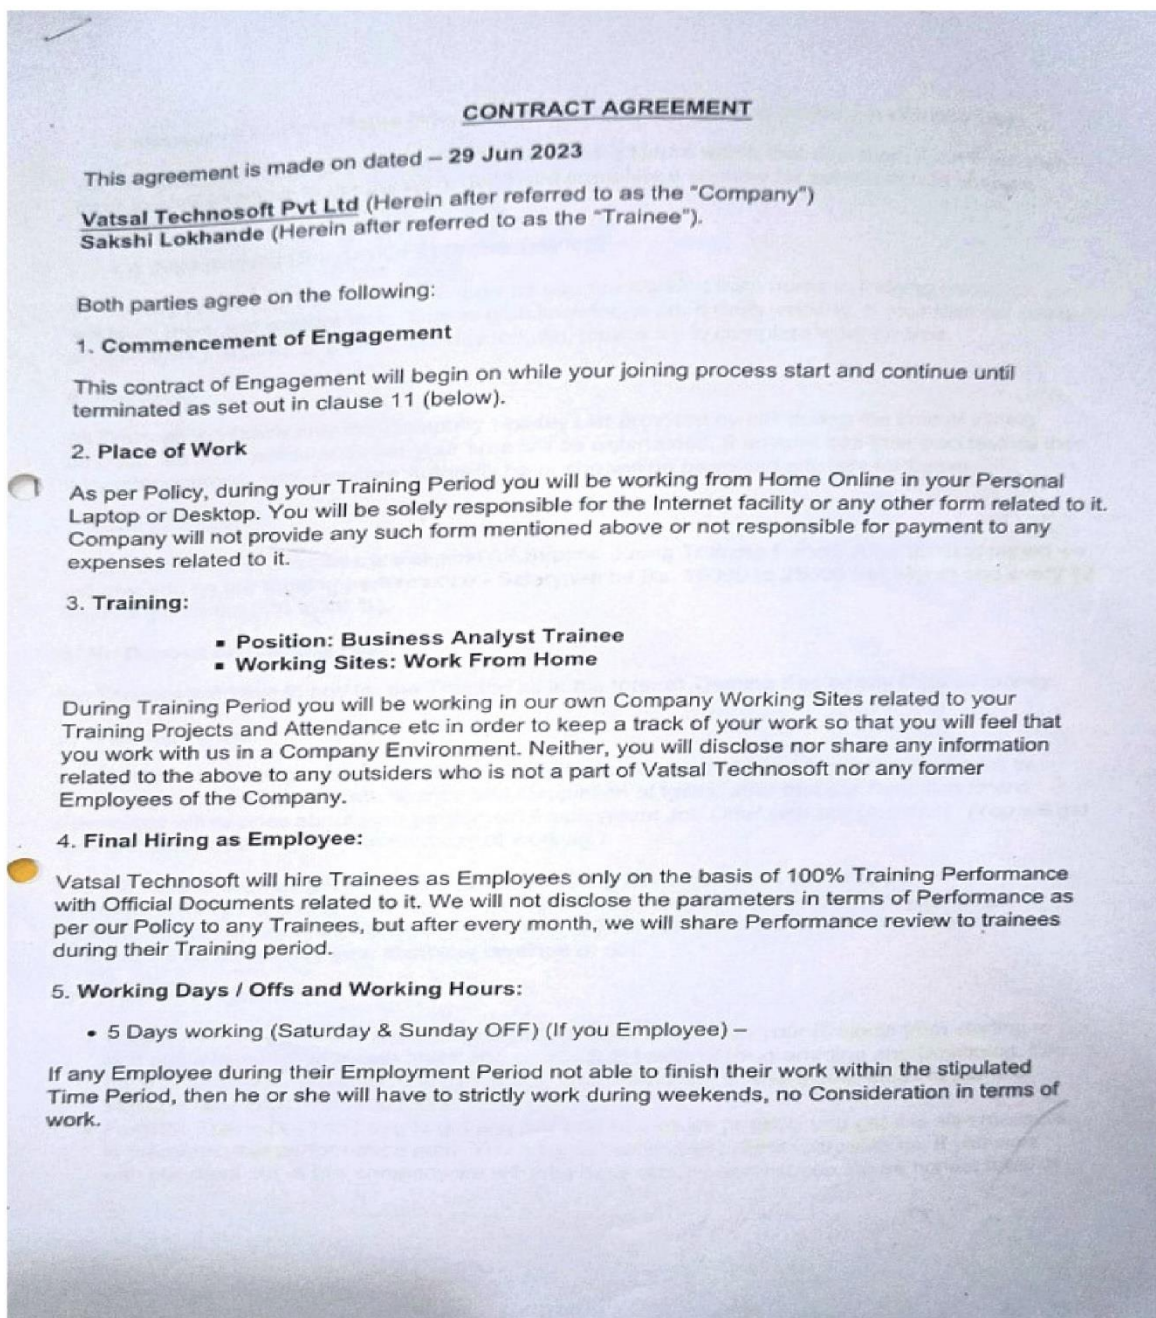 CONTRACT AGREEMENT
This agreement is made on dated – 29 Jun 2023
Vatsal Technosoft Pvt Ltd (Herein after referred to as the "Company")
Sakshi Lokhande (Herein after referred to as the "Trainee").
Both parties agree on the following:
1. Commencement of Engagement
This contract of Engagement will begin on while your joining process start and continue until
terminated as set out in clause 11 (below).
2. Place of Work
As per Policy, during your Training Period you will be working from Home Online in your Personal
Laptop or Desktop. You will be solely responsible for the Internet facility or any other form related to it.
Company will not provide any such form mentioned above or not responsible for payment to any
expenses related to it.
3. Training:
▪ Position: Business Analyst Trainee
▪ Working Sites: Work From Home
During Training Period you will be working in our own Company Working Sites related to your
Training Projects and Attendance etc in order to keep a track of your work so that you will feel that
you work with us in a Company Environment. Neither, you will disclose nor share any information
related to the above to any outsiders who is not a part of Vatsal Technosoft nor any former
Employees of the Company.
4. Final Hiring as Employee:
Vatsal Technosoft will hire Trainees as Employees only on the basis of 100% Training Performance
with Official Documents related to it. We will not disclose the parameters in terms of Performance as
per our Policy to any Trainees, but after every month, we will share Performance review to trainees
during their Training period.
5. Working Days / Offs and Working Hours:
• 5 Days working (Saturday & Sunday OFF) (If you Employee) –
If any Employee during their Employment Period not able to finish their work within the stipulated
Time Period, then he or she will have to strictly work during weekends, no Consideration in terms of
work.